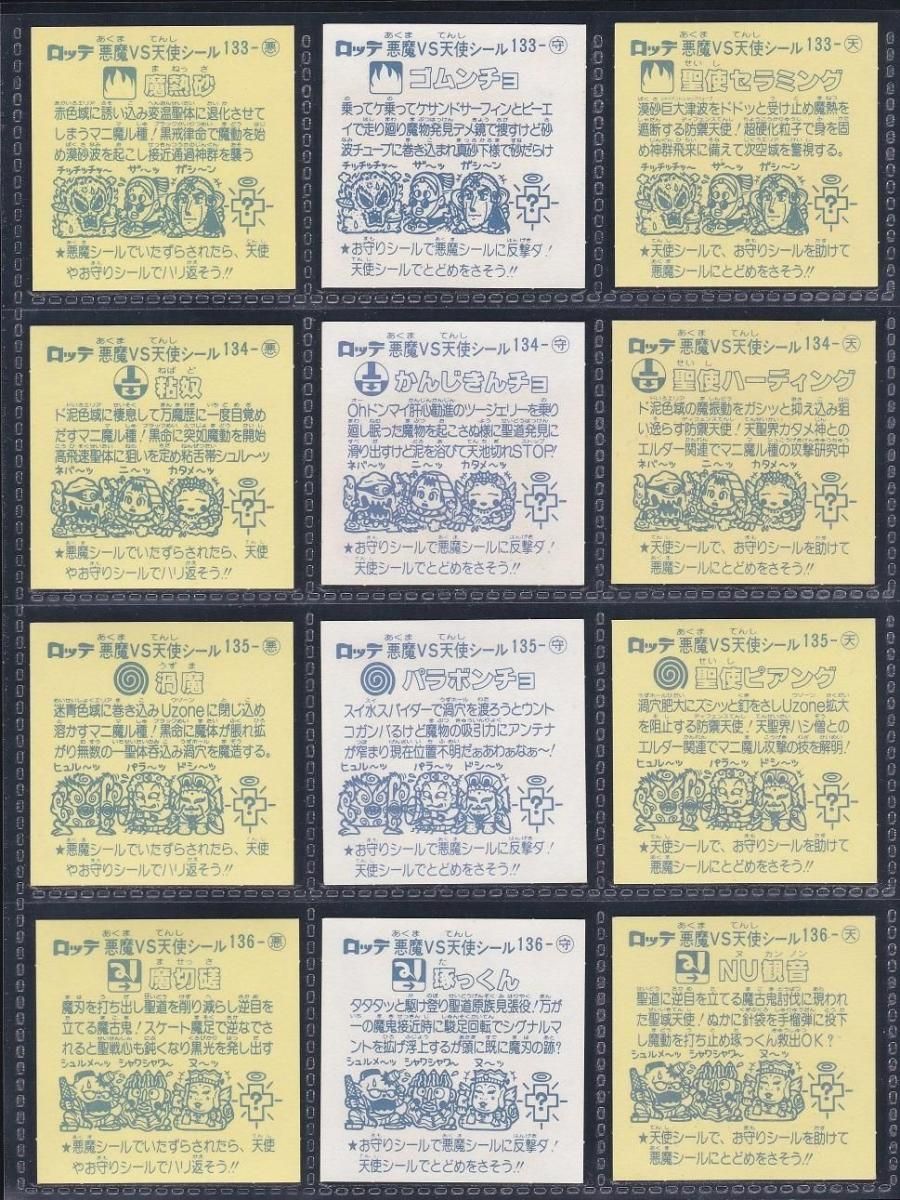 ロッテ 悪魔VS天使シール 133-悪
魔熱砂
赤色域に誘い込み変温聖体に退化させて
しまうマニ魔ル種!黒戒律命で魔動を始
め漠砂波を起こし接近通過神群を襲う
チッチッチャ〜 ザ〜ッ ガシ〜ン
★悪魔シールでいたずらされたら、天使
やお守りシールでハリ返そう!!
ロッテ 悪魔VS天使シール 133-守
ゴムンチョ
乗ってケ乗ってケサンドサーフィンとビーエ
イで走り廻り魔物発見デメ鏡で捜すけど砂
波チューブに巻き込まれ真砂下様で砂だらけ
チッチッチャ〜 ザ〜ッ ガシ〜ン
★お守りシールで悪魔シールに反撃ダ!
天使シールでとどめをさそう!!
ロッテ 悪魔VS天使シール 133-天
聖使セラミング
漠砂巨大津波をドドッと受け止め魔熱を
遮断する防禦天使!超硬化粒子で身を固
め神群飛来に備えて次空域を警視する。
チッチッチャ〜 ザ〜ッ ガシ〜ン
★天使シールで、お守りシールを助けて
悪魔シールにとどめをさそう!!
ロッテ 悪魔VS天使シール 134-悪
粘奴
ド泥色域に棲息して万魔歴に一度目覚め
だすマニ魔ル種!黒命に突如魔動を開始
高飛速聖体に狙いを定め粘舌帯シュル〜ッ
ネバ〜ッ ニ〜ッ カタメ〜ッ
★悪魔シールでいたずらされたら、天使
やお守りシールでハリ返そう!!
ロッテ 悪魔VS天使シール 134-守
かんじきんチョ
Ohドンマイ肝心勧進のツージェリーを乗り
廻し眠った魔物を起こさぬ様に聖道発見に
滑り出すけど泥を浴びて天池切れSTOP!
ネバ〜ッ ニ〜ッ カタメ〜ッ
★お守りシールで悪魔シールに反撃ダ!
天使シールでとどめをさそう!!
ロッテ 悪魔VS天使シール 134-天
聖使ハーディング
ド泥色域の魔振動をガシッと抑え込み狙
い逸らす防禦天使!天聖界カタメ神との
エルダー関連でマニ魔ル種の攻撃研究中
ネバ〜ッ ニ〜ッ カタメ〜ッ
★天使シールで、お守りシールを助けて
悪魔シールにとどめをさそう!!
ロッテ 悪魔VS天使シール 135-悪
渦魔
迷青色域に巻き込みUzoneに閉じ込め
溶かすマニ魔ル種!黒命に魔体が脹れ拡
がり無数の一聖体呑込み渦穴を魔造する。
ヒュル〜ッ パラ〜ッ ドシ〜ッ
★悪魔シールでいたずらされたら、天使
やお守りシールでハリ返そう!!
ロッテ 悪魔VS天使シール 135-守
パラボンチョ
スイ水スパイダーで渦穴を渡ろうとウント
コガンバるけど魔物の吸引力にアンテナ
が窄まり現在位置不明だぁあわぁなぁ〜!
ヒュル〜ッ パラ〜ッ ドシ〜ッ
★お守りシールで悪魔シールに反撃ダ!
天使シールでとどめをさそう!!
ロッテ 悪魔VS天使シール 135-天
聖使ピアング
渦穴肥大にズシッと釘をさしUzone拡大
を阻止する防禦天使!天聖界ハシ僧との
エルダー関連でマニ魔ル攻撃の技を解明!
ヒュル〜ッ パラ〜ッ ドシ〜ッ
★天使シールで、お守りシールを助けて
悪魔シールにとどめをさそう!!
ロッテ 悪魔VS天使シール 136-悪
魔切磋
魔刃を打ち出し聖道を削り減らし逆目を
立てる魔古鬼!スケート魔足で逆なでさ
れると聖戦心も鈍くなり黒光を発し出す
シュルメ〜ッ シャワシャワ〜 ヌ〜ッ
★悪魔シールでいたずらされたら、天使
やお守りシールでハリ返そう!!
ロッテ 悪魔VS天使シール 136-守
琢っくん
タタタッと駆け登り聖道原族見張役!万が
一の魔鬼接近時に駿足回転でシグナルマ
ントを拡げ浮上するが頭に既に魔刃の跡?
シュルメ〜ッ シャワシャワ〜 ヌ〜ッ
★お守りシールで悪魔シールに反撃ダ!
天使シールでとどめをさそう!!
ロッテ 悪魔VS天使シール 136-天
NU観音
聖道に逆目を立てる魔古鬼討伐に現われ
た聖域天使!ぬかに針袋を手榴弾に投下
し魔動を打ち止め琢っくん救出OK?
シュルメ〜ッ シャワシャワ〜 ヌ〜ッ
★天使シールで、お守りシールを助けて
悪魔シールにとどめをさそう!!